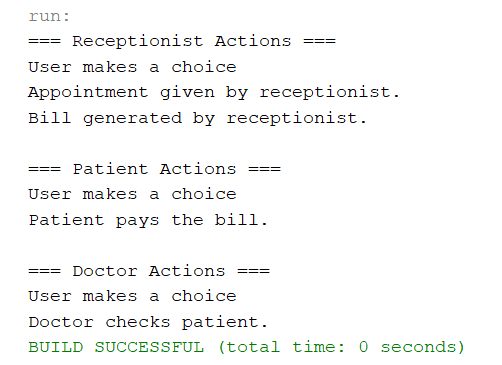 run:
=== Receptionist Actions ===
User makes a choice
Appointment given by receptionist.
Bill generated by receptionist.
=== Patient Actions ===
User makes a choice
Patient pays the bill.
=== Doctor Actions ===
User makes a choice
Doctor checks patient.
BUILD SUCCESSFUL (total time: 0 seconds)